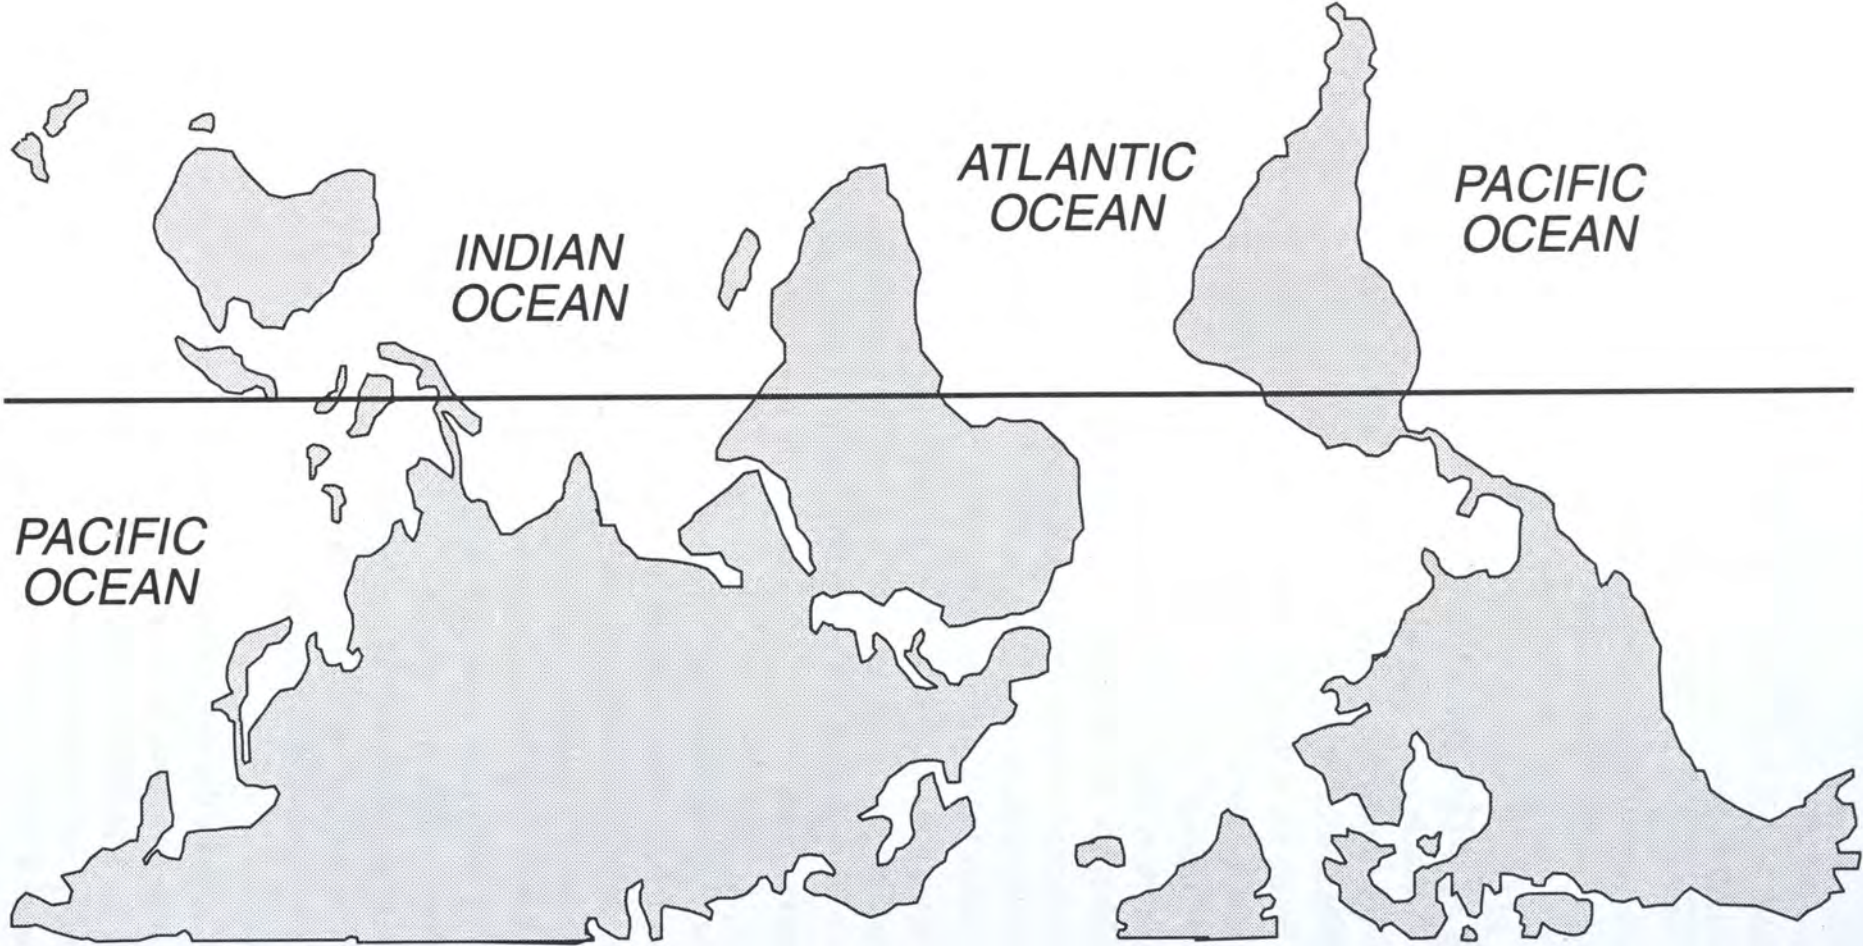 ATLANTIC
OCEAN
PACIFIC
OCEAN
INDIAN
OCEAN
PACIFIC
OCEAN